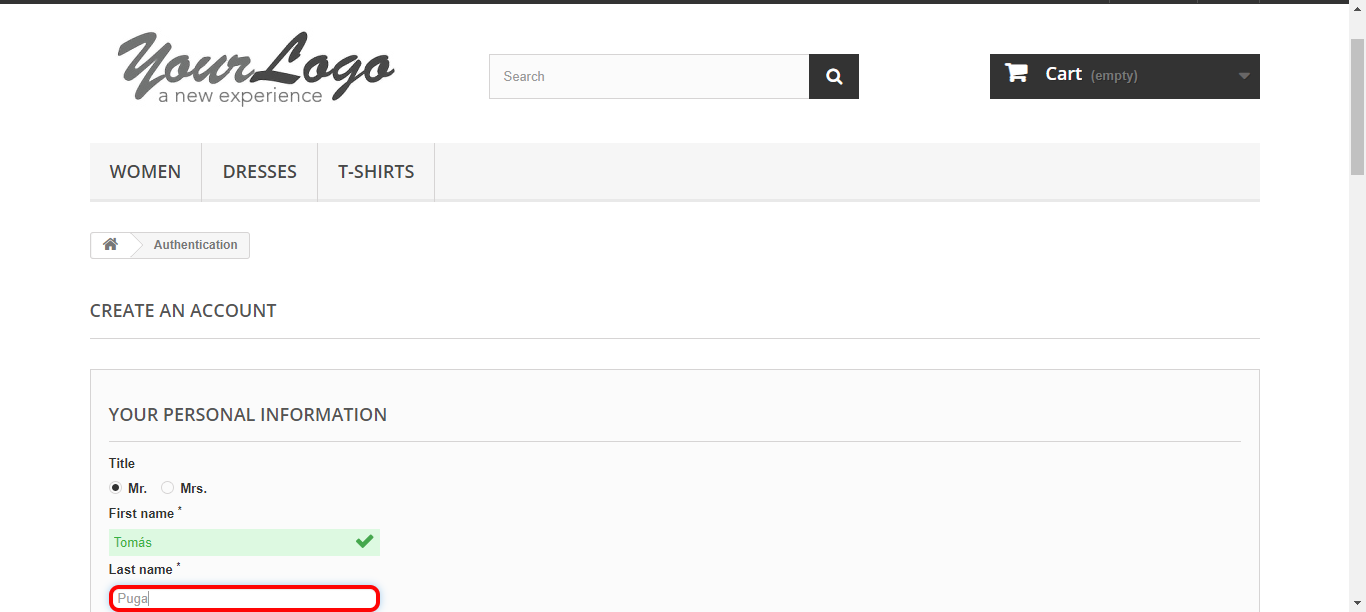 YourLogo
a new experience
Search
Cart (empty)
WOMEN DRESSES T-SHIRTS
Authentication
CREATE AN ACCOUNT
YOUR PERSONAL INFORMATION
Title
Mr. Mrs.
First name *
Tomás
Last name *
Puga